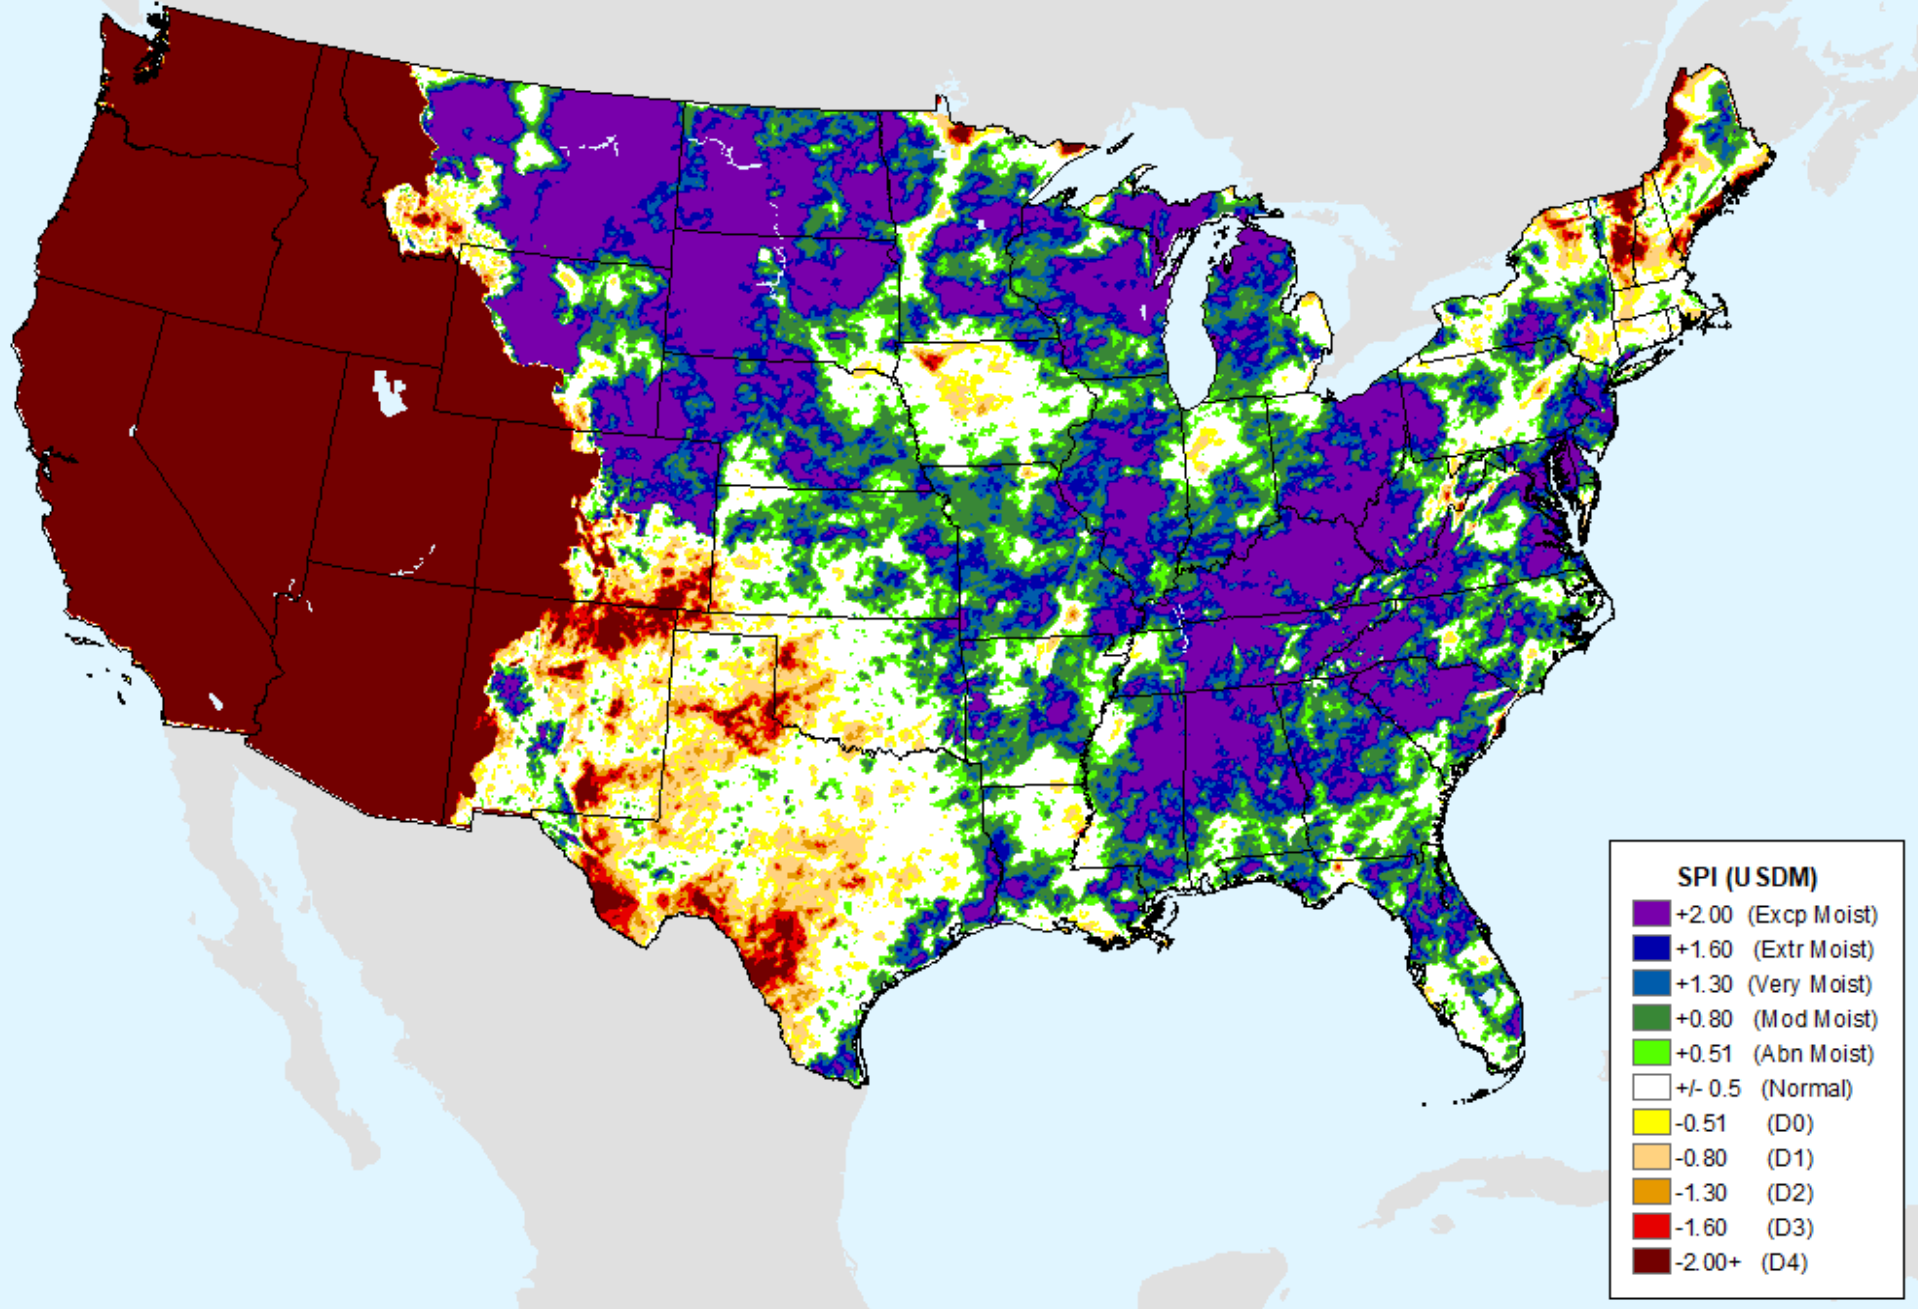 SPI (USDM)
+2.00 (Excp Moist)
+1.60 (Extr Moist)
+1.30 (Very Moist)
+0.80 (Mod Moist)
+0.51 (Abn Moist)
+/- 0.5 (Normal)
-0.51 (D0)
-0.80 (D1)
-1.30 (D2)
-1.60 (D3)
-2.00+ (D4)